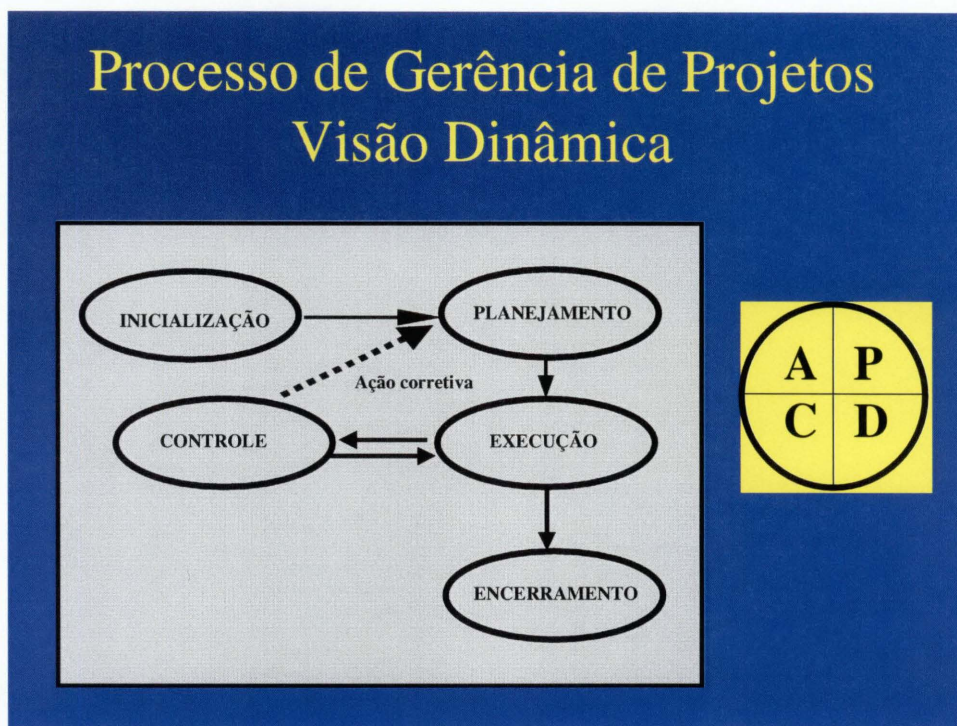 Processo de Gerência de Projetos
Visão Dinâmica
INICIALIZAÇÃO
PLANEJAMENTO
Ação corretiva
CONTROLE
EXECUÇÃO
ENCERRAMENTO
A P
C D